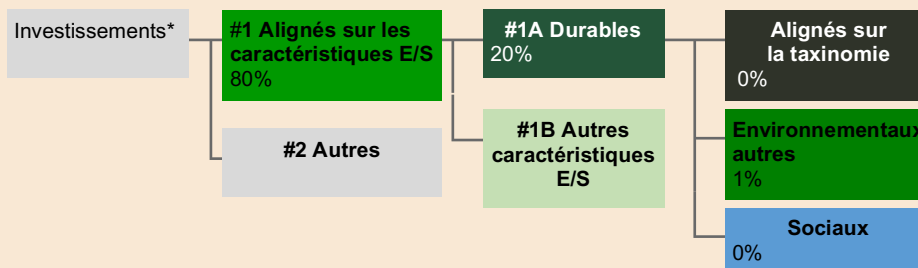 Investissements*
#1 Alignés sur les
caractéristiques E/S
80%
#2 Autres
#1A Durables
20%
#1B Autres
caractéristiques
E/S
Alignés sur
la taxinomie
0%
Environnementaux
autres
1%
Sociaux
0%